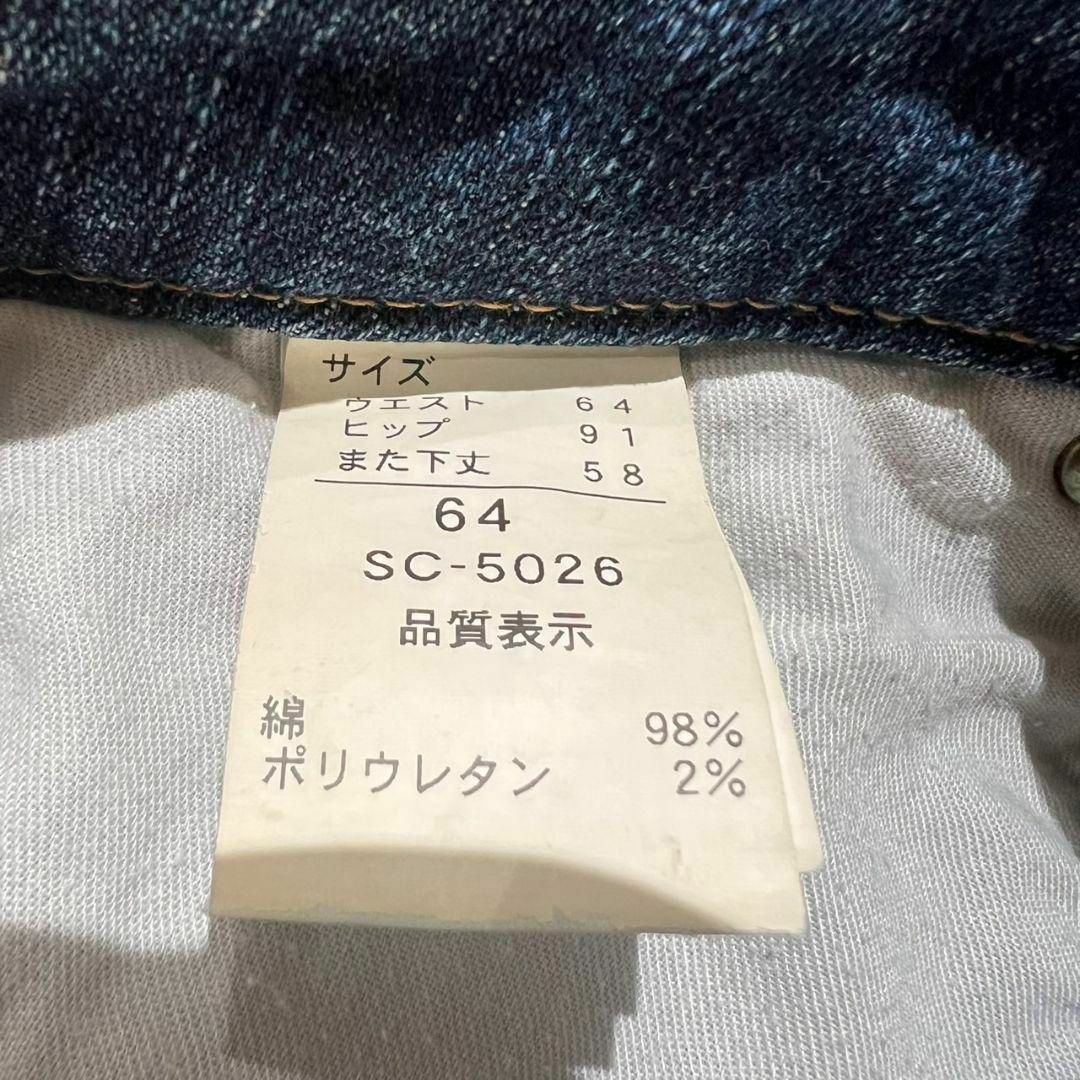 サイズ
ウエスト 64
ヒップ 91
また下丈 58
64
SC-5026
品質表示
綿 98%
ポリウレタン 2%